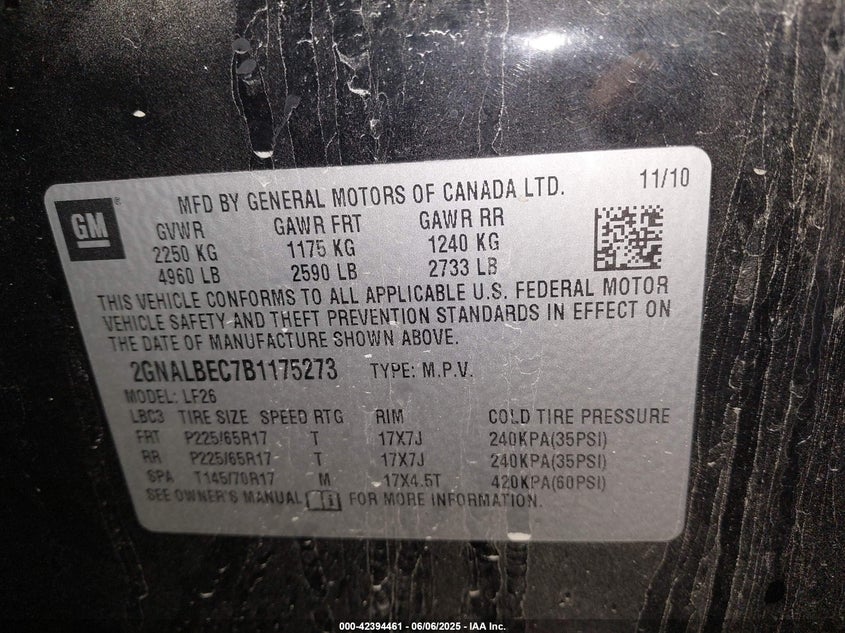 GM®
MFD BY GENERAL MOTORS OF CANADA LTD. 11/10
GVWR GAWR FRT GAWR RR
2250 KG 1175 KG 1240 KG
4960 LB 2590 LB 2733 LB
THIS VEHICLE CONFORMS TO ALL APPLICABLE U.S. FEDERAL MOTOR
VEHICLE SAFETY AND THEFT PREVENTION STANDARDS IN EFFECT ON
THE DATE OF MANUFACTURE SHOWN ABOVE.
2GNALBEC7B1175273 TYPE: M.P.V.
MODEL: LF26
LBC3 TIRE SIZE SPEED RTG RIM COLD TIRE PRESSURE
FRT P225/65R17 T 17X7J 240KPA(35PSI)
RR P225/65R17 T 17X7J 240KPA(35PSI)
SPA T145/70R17 M 17X4.5T 420KPA(60PSI)
SEE OWNER'S MANUAL FOR MORE INFORMATION.
000-42394461 - 06/06/2025 - IAA Inc.